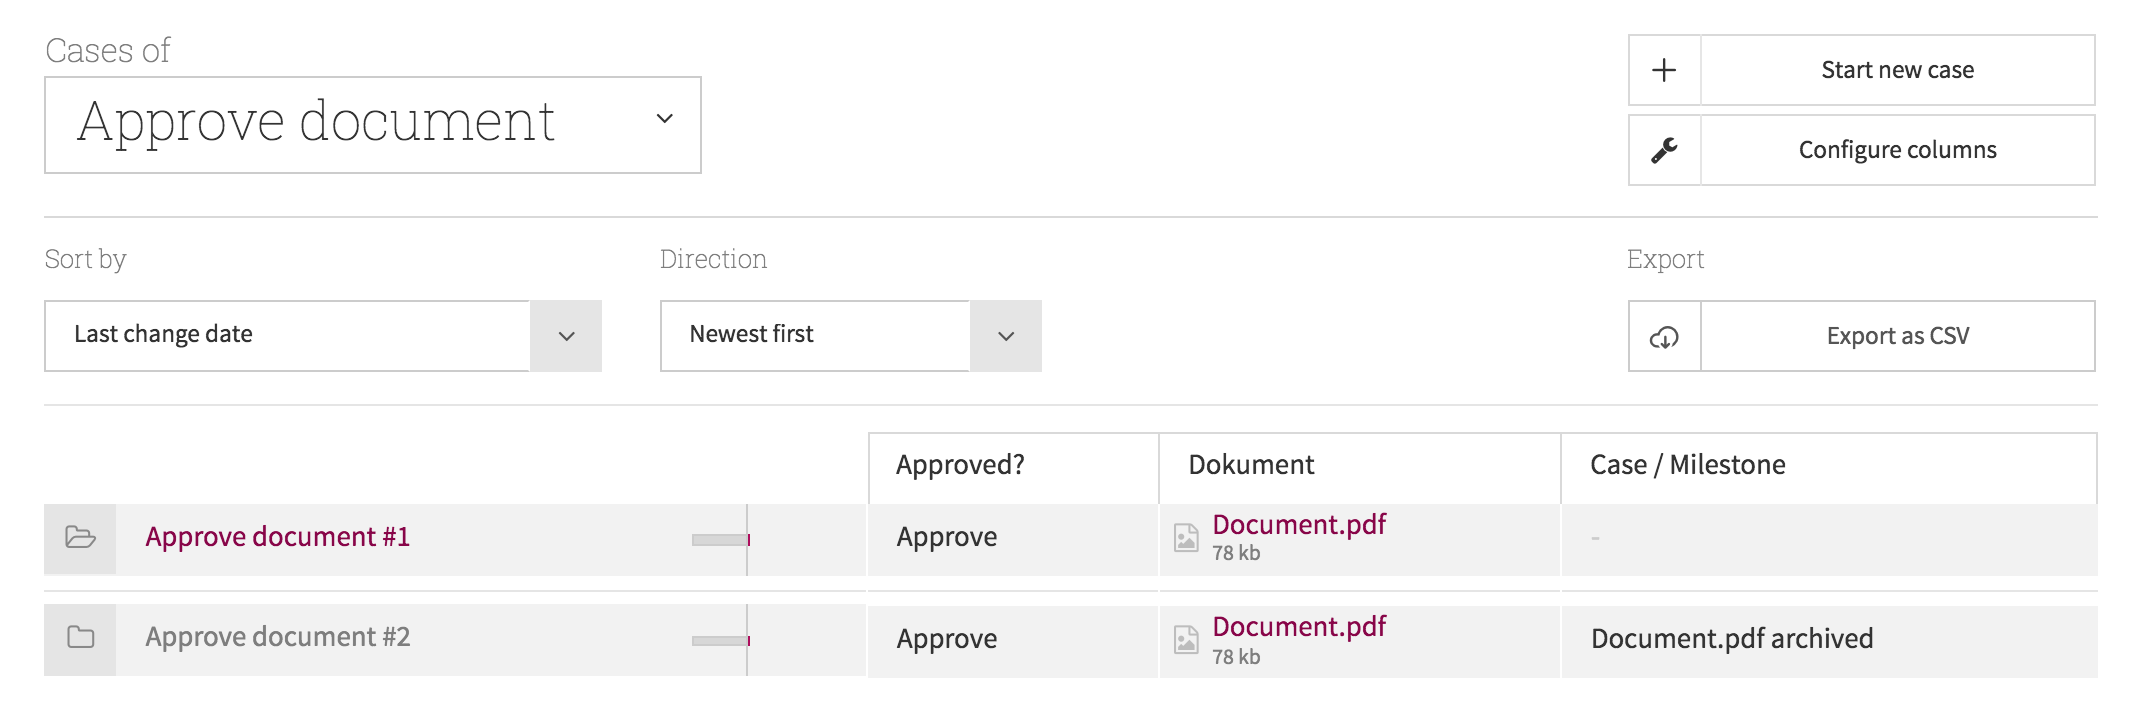 Cases of
Approve document
Start new case
Configure columns
Sort by
Direction
Export
Last change date
Newest first
Export as CSV
Approved?
Dokument
Case / Milestone
Approve document #1
Approve
Document.pdf
78 kb
-
Approve document #2
Approve
Document.pdf
78 kb
Document.pdf archived